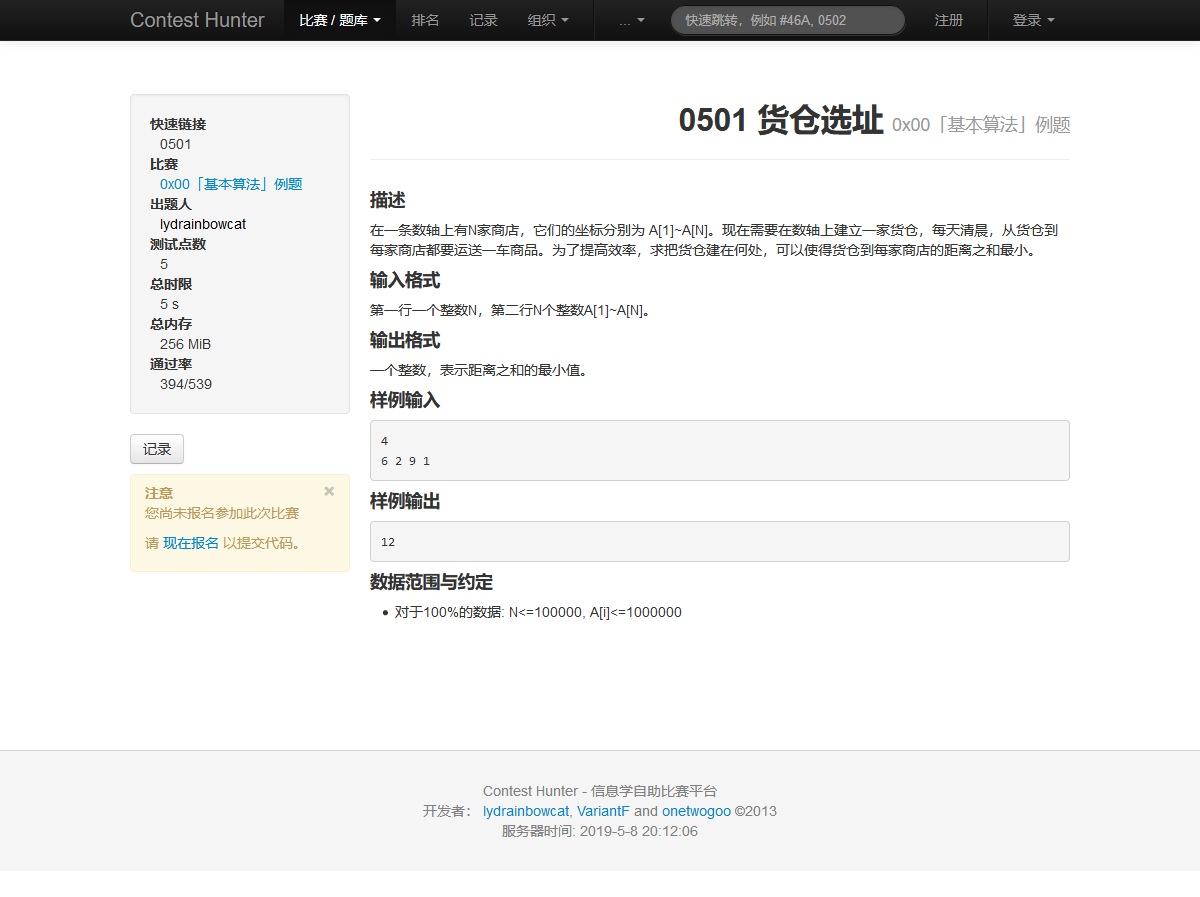 Contest Hunter 比赛 / 题库 排名 记录 组织 ... 快速跳转，例如 #46A, 0502 注册 登录
快速链接
0501
比赛
0x00「基本算法」例题
出题人
lydrainbowcat
测试点数
5
总时限
5 s
总内存
256 MiB
通过率
394/539
记录
注意 ×
您尚未报名参加此次比赛
请 现在报名 以提交代码。
0501 货仓选址 0x00「基本算法」例题
描述
在一条数轴上有N家商店，它们的坐标分别为 A[1]~A[N]。现在需要在数轴上建立一家货仓，每天清晨，从货仓到
每家商店都要运送一车商品。为了提高效率，求把货仓建在何处，可以使得货仓到每家商店的距离之和最小。
输入格式
第一行一个整数N，第二行N个整数A[1]~A[N]。
输出格式
一个整数，表示距离之和的最小值。
样例输入
4
6 2 9 1
样例输出
12
数据范围与约定
• 对于100%的数据: N<=100000, A[i]<=1000000
Contest Hunter - 信息学自助比赛平台
开发者： lydrainbowcat, VariantF and onetwogoo ©2013
服务器时间: 2019-5-8 20:12:06